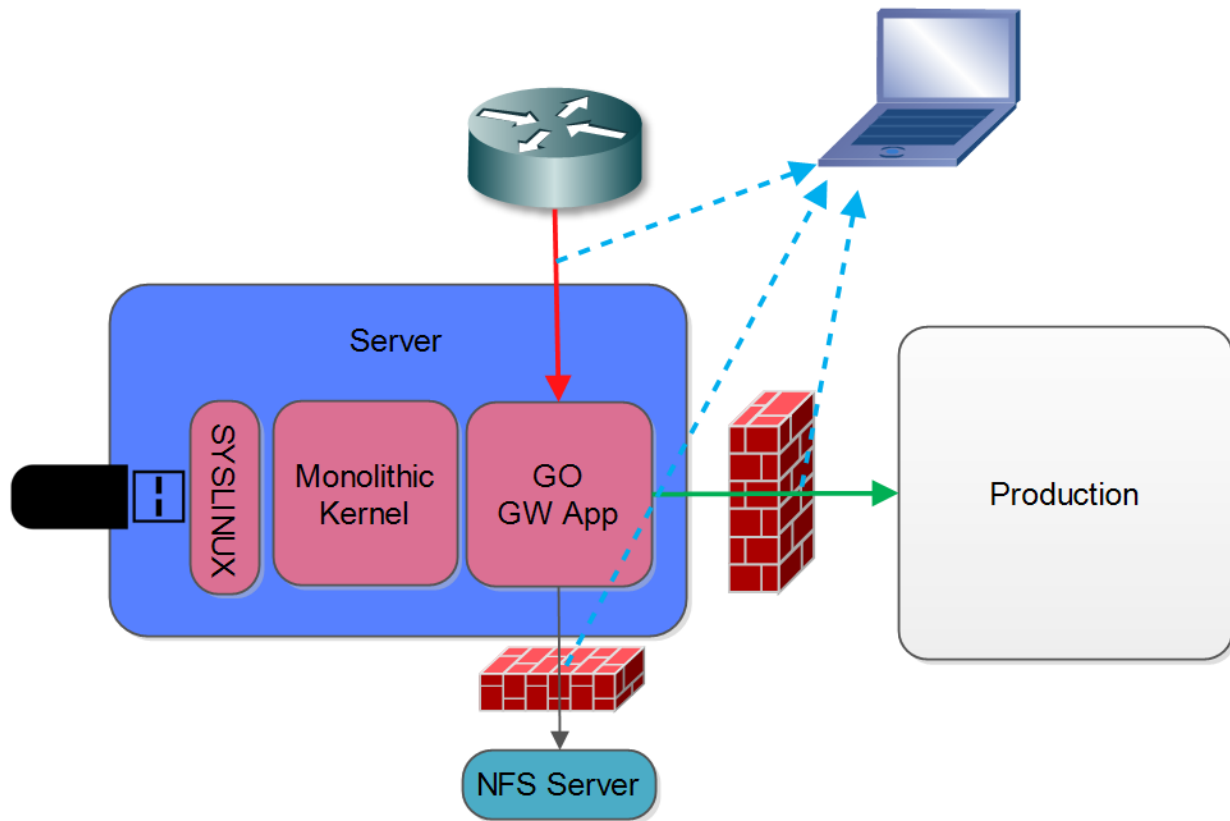 Server
SYSLINUX
Monolithic
Kernel
GO
GW App
Production
NFS Server